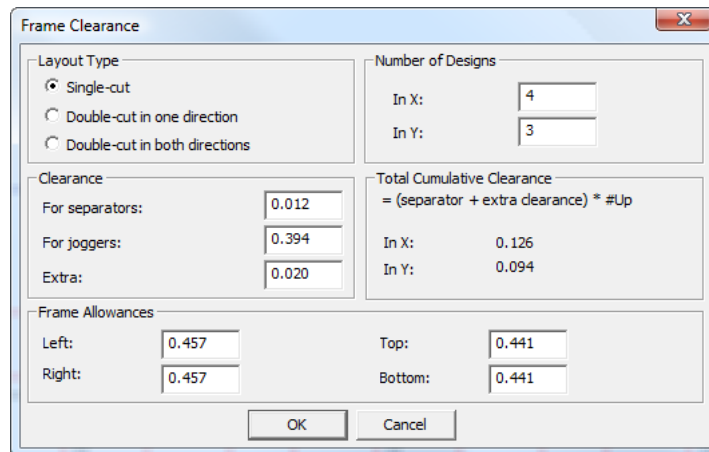 Frame Clearance
Layout Type
Single-cut
Double-cut in one direction
Double-cut in both directions
Number of Designs
In X: 4
In Y: 3
Clearance
For separators: 0.012
For joggers: 0.394
Extra: 0.020
Total Cumulative Clearance
= (separator + extra clearance) * #Up
In X: 0.126
In Y: 0.094
Frame Allowances
Left: 0.457 Top: 0.441
Right: 0.457 Bottom: 0.441
OK Cancel